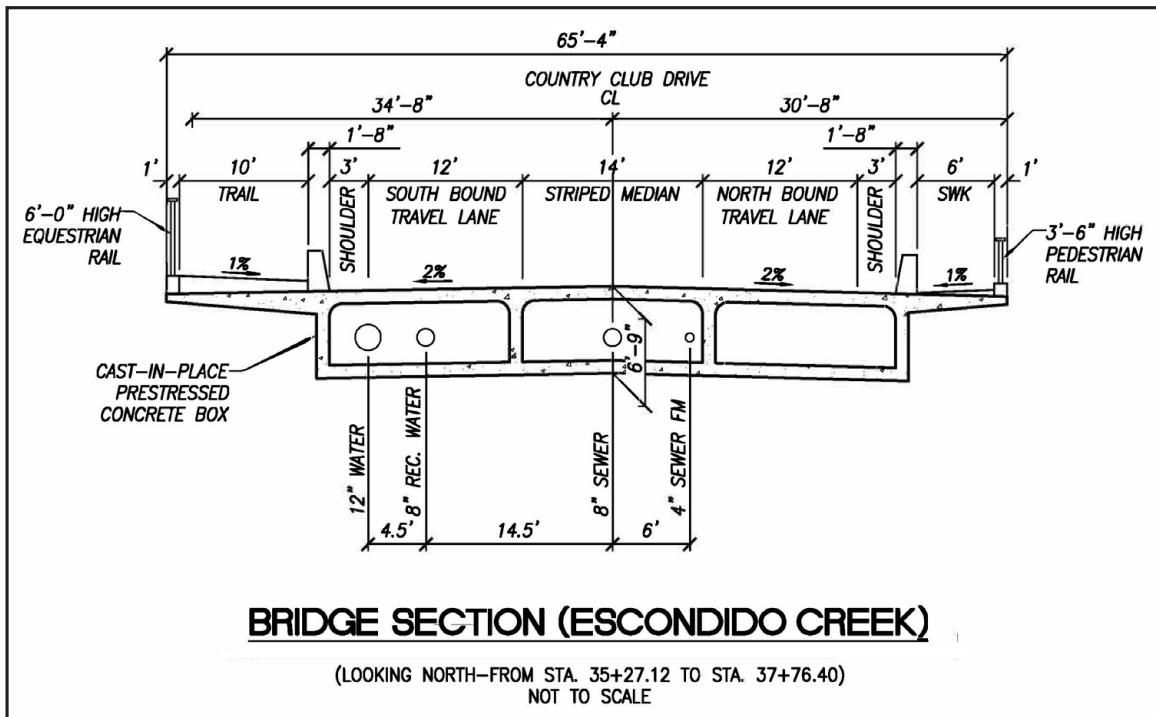 65'-4"
COUNTRY CLUB DRIVE
CL
34'-8"
30'-8"
1'-8"
1'-8"
1'
10'
3'
12'
14'
12'
3'
6'
1'
TRAIL
SHOULDER
SOUTH BOUND
TRAVEL LANE
STRIPED MEDIAN
NORTH BOUND
TRAVEL LANE
SHOULDER
SWK
6'-0" HIGH
EQUESTRIAN
RAIL
3'-6" HIGH
PEDESTRIAN
RAIL
1%
2%
2%
1%
6'-9"
CAST-IN-PLACE
PRESTRESSED
CONCRETE BOX
12" WATER
8" REC. WATER
8" SEWER
4" SEWER FM
4.5'
14.5'
6'
BRIDGE SECTION (ESCONDIDO CREEK)
(LOOKING NORTH-FROM STA. 35+27.12 TO STA. 37+76.40)
NOT TO SCALE